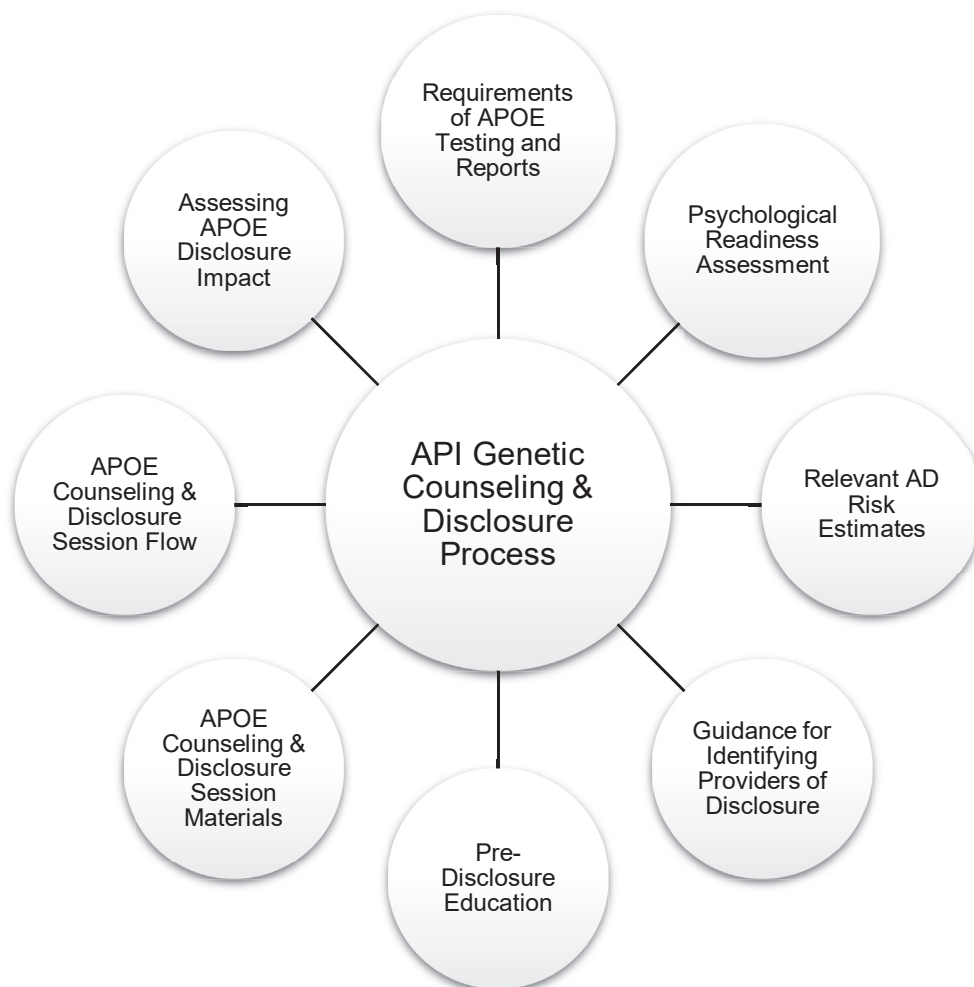 Requirements
of APOE
Testing and
Reports
Psychological
Readiness
Assessment
Relevant AD
Risk
Estimates
Guidance for
Identifying
Providers of
Disclosure
Pre-
Disclosure
Education
APOE
Counseling &
Disclosure
Session
Materials
APOE
Counseling &
Disclosure
Session Flow
Assessing
APOE
Disclosure
Impact
API Genetic
Counseling &
Disclosure
Process